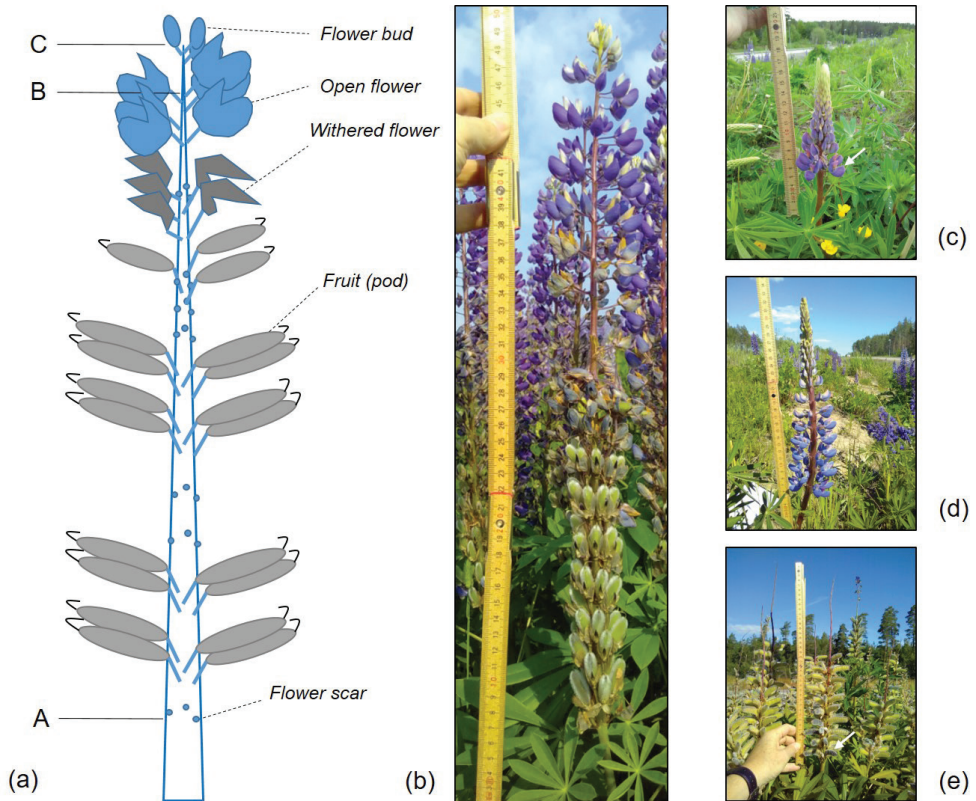 C
Flower bud
B
Open flower
Withered flower
Fruit (pod)
A
Flower scar
(a)
(b)
(c)
(d)
(e)